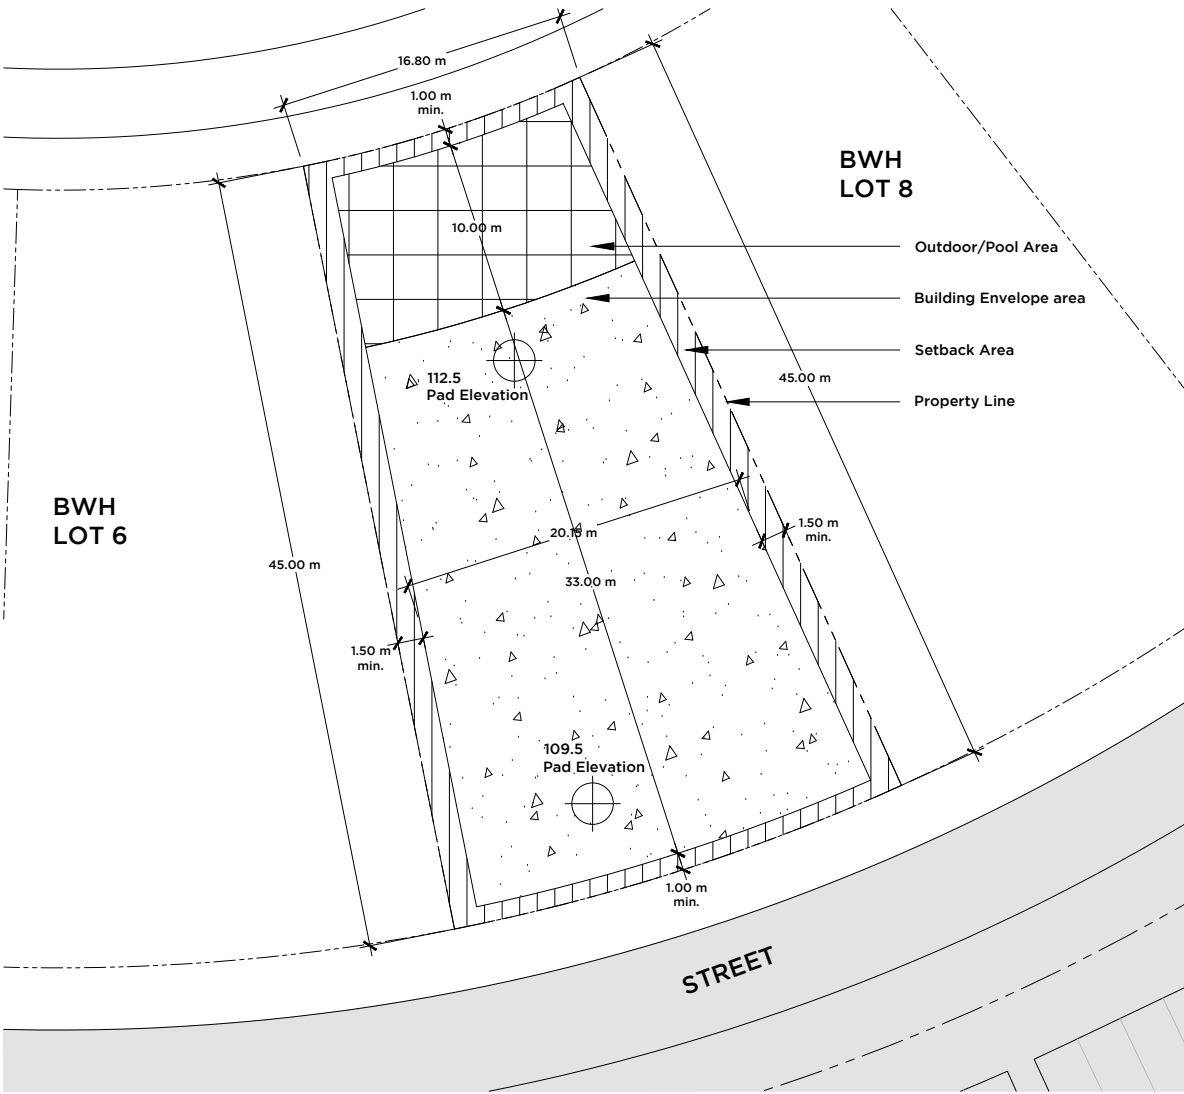 16.80 m
1.00 m
min.
BWH
LOT 8
10.00 m
Outdoor/Pool Area
Building Envelope area
Setback Area
112.5
Pad Elevation
45.00 m
Property Line
BWH
LOT 6
1.50 m
min.
20.15 m
45.00 m
33.00 m
1.50 m
min.
109.5
Pad Elevation
1.00 m
min.
STREET